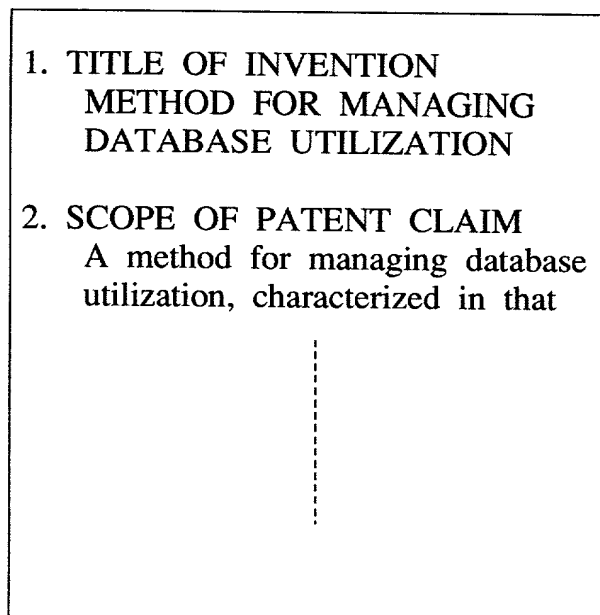 1. TITLE OF INVENTION
METHOD FOR MANAGING
DATABASE UTILIZATION
2. SCOPE OF PATENT CLAIM
A method for managing database
utilization, characterized in that